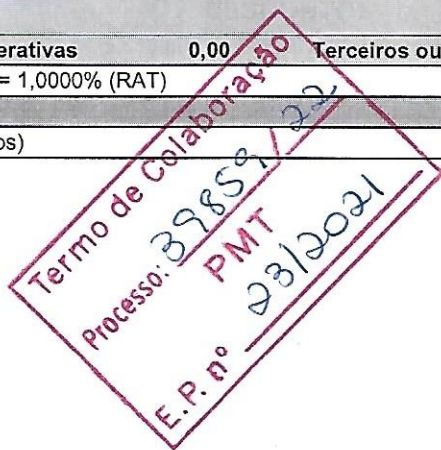 erativas 0,00 Terceiros ou
= 1,0000% (RAT)
os)
Termo de Colaboração
Processo: 39859/22
PMT
E.P. nº 23/2021